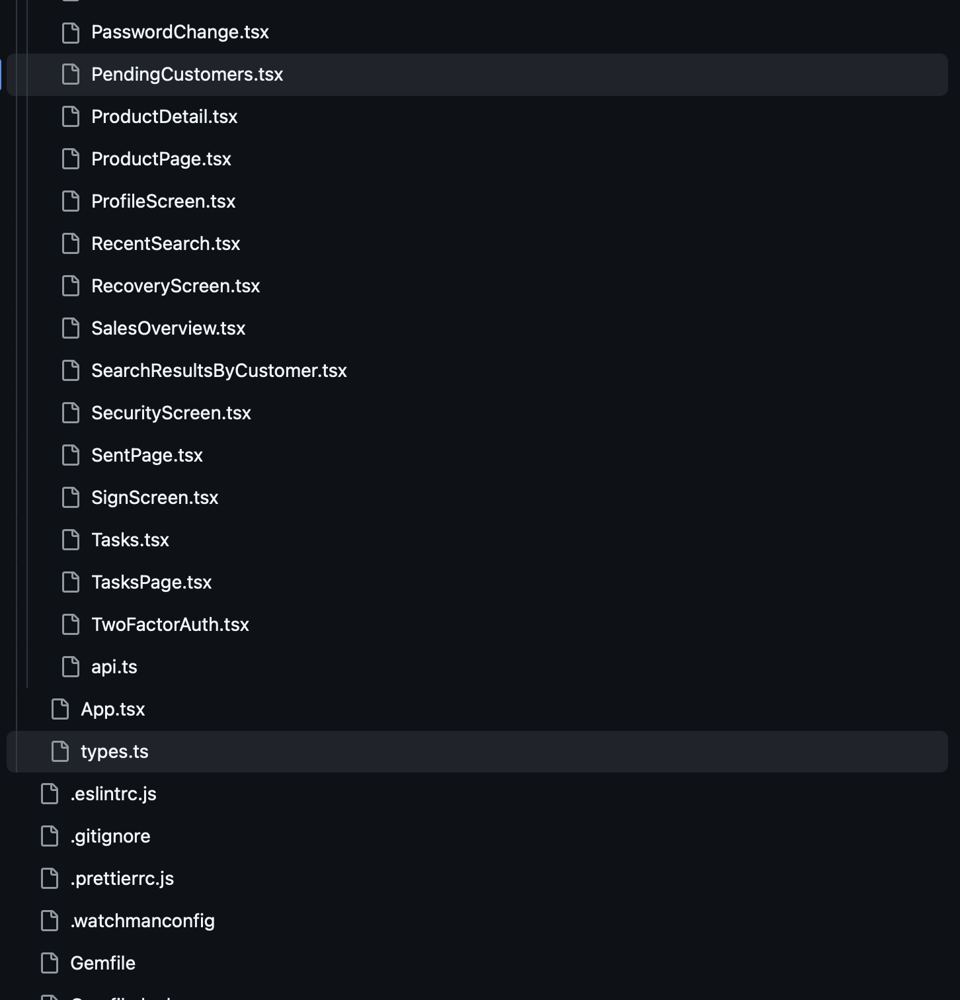 PasswordChange.tsx
PendingCustomers.tsx
ProductDetail.tsx
ProductPage.tsx
ProfileScreen.tsx
RecentSearch.tsx
RecoveryScreen.tsx
SalesOverview.tsx
SearchResultsByCustomer.tsx
SecurityScreen.tsx
SentPage.tsx
SignScreen.tsx
Tasks.tsx
TasksPage.tsx
TwoFactorAuth.tsx
api.ts
App.tsx
types.ts
.eslintrc.js
.gitignore
.prettierrc.js
.watchmanconfig
Gemfile